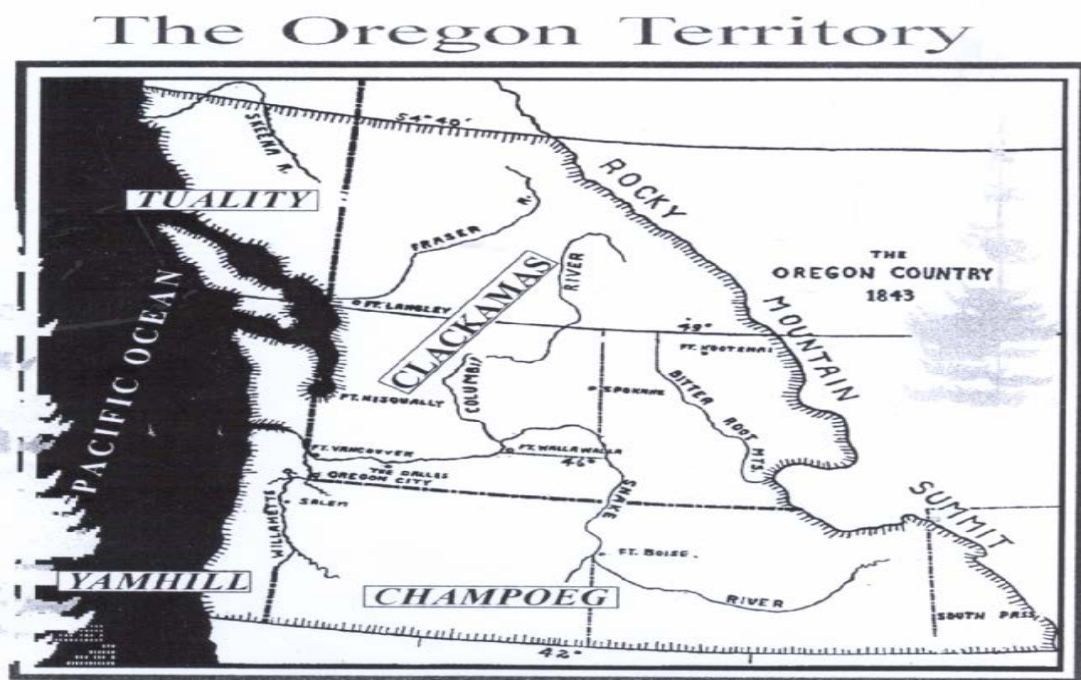 The Oregon Territory
54° 40'
SKEENA R.
ROCKY
TUALITY
FRASER
R.
THE
OREGON COUNTRY
1843
CLACKAMAS
RIVER
PACIFIC OCEAN
FT. LANGLEY
49°
MOUNTAIN
FT. KOOTENAI
COLUMBI
SPOKANE
BITTER ROOT MTS.
FT. NISQUALLY
FT. VANCOUVER
FT. WALLA WALLA
46°
THE DALLES
OREGON CITY
SNAKE
SUMMIT
SALEM
WILLAMETTE
R.
FT. BOISE.
YAMHILL
CHAMPOEG
RIVER
SOUTH PASS
42°